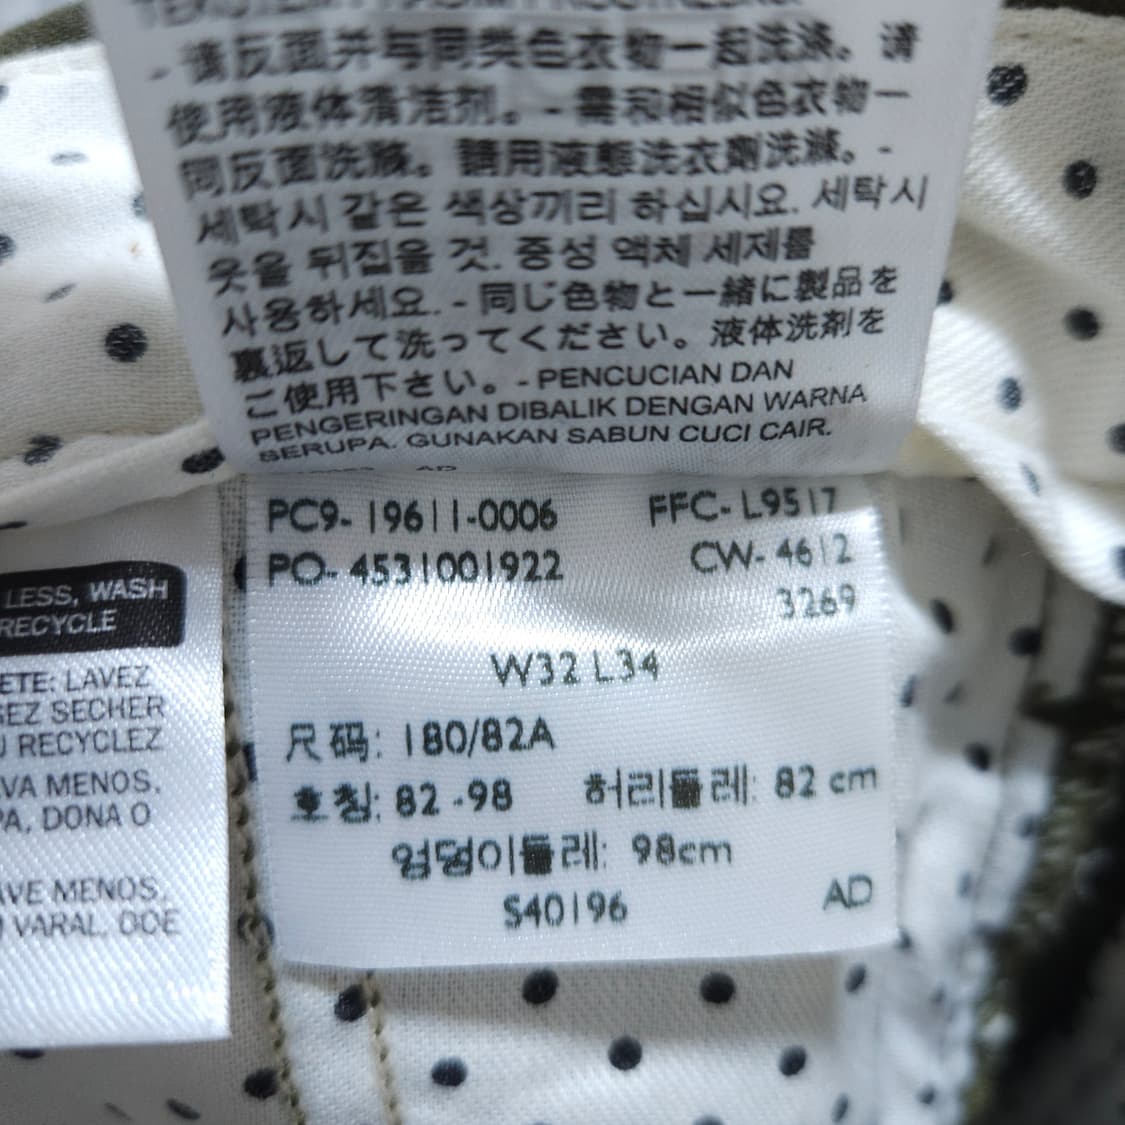 - 请反面并与同类色衣物一起洗涤。请
使用液体清洁剂。- 需和相似色衣物一
同反面洗滌。請用液態洗衣劑洗滌。-
세탁시 같은 색상끼리 하십시요. 세탁시
옷을 뒤집을 것. 중성 액체 세제를
사용하세요. - 同じ色物と一緒に製品を
裏返して洗ってください。液体洗剤を
ご使用下さい。- PENCUCIAN DAN
PENGERINGAN DIBALIK DENGAN WARNA
SERUPA. GUNAKAN SABUN CUCI CAIR.
AD
PC9- 19611-0006 FFC- L9517
PO- 4531001922 CW- 4612
3269
W32 L34
尺码: 180/82A
호칭: 82 -98 허리둘레: 82 cm
엉덩이둘레: 98cm
S40196 AD
LESS, WASH
RECYCLE
ETE: LAVEZ
SEZ SECHER
U RECYCLEZ
VA MENOS,
PA, DONA O
AVE MENOS,
VARAL, DOE